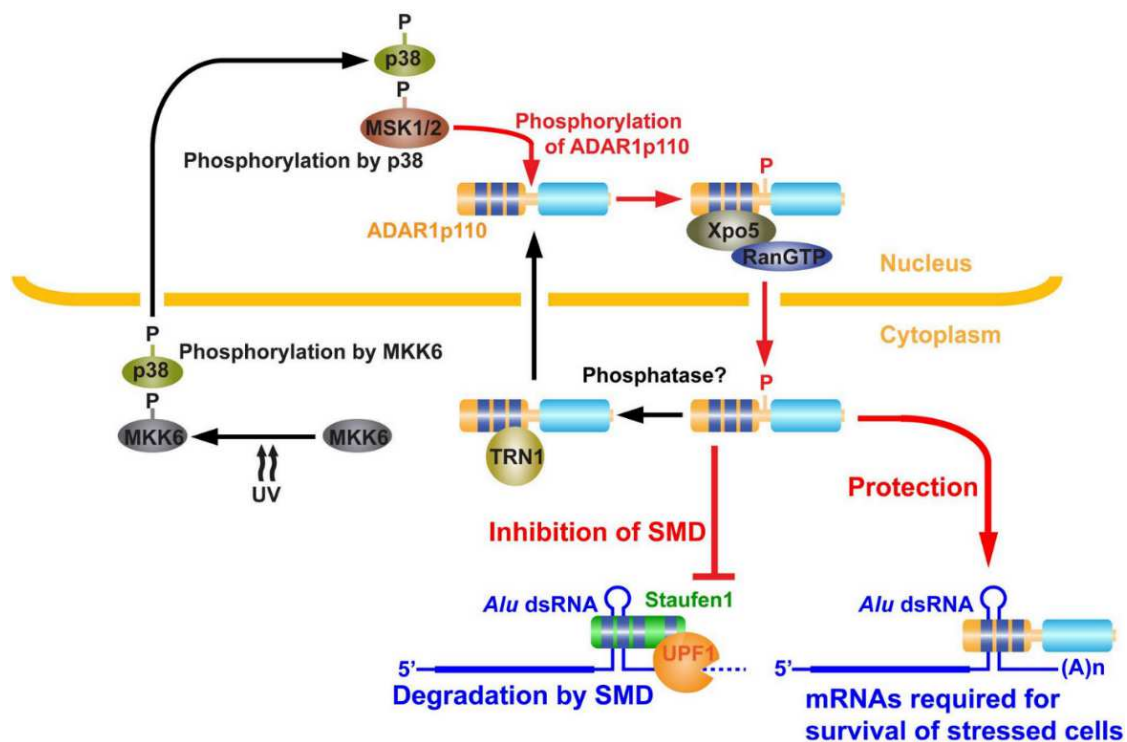 P
p38
P
MSK1/2
Phosphorylation by p38
Phosphorylation
of ADAR1p110
ADAR1p110
P
Xpo5
RanGTP
Nucleus
Cytoplasm
P
Phosphorylation by MKK6
p38
P
MKK6
MKK6
UV
Phosphatase?
P
TRN1
Inhibition of SMD
Protection
Alu dsRNA
Staufen1
UPF1
5’
Degradation by SMD
Alu dsRNA
5’
(A)n
mRNAs required for
survival of stressed cells